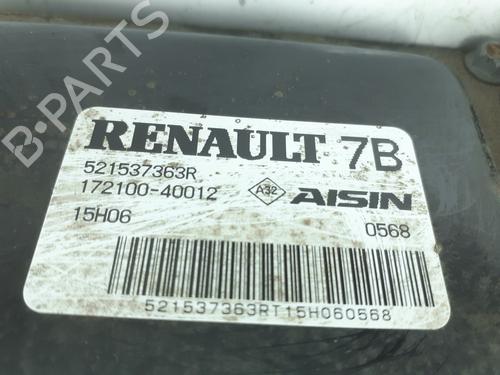 B-PARTS
RENAULT 7B
521537363R
172100-40012 A32 AISIN
15H06 0568
521537363RT15H060568